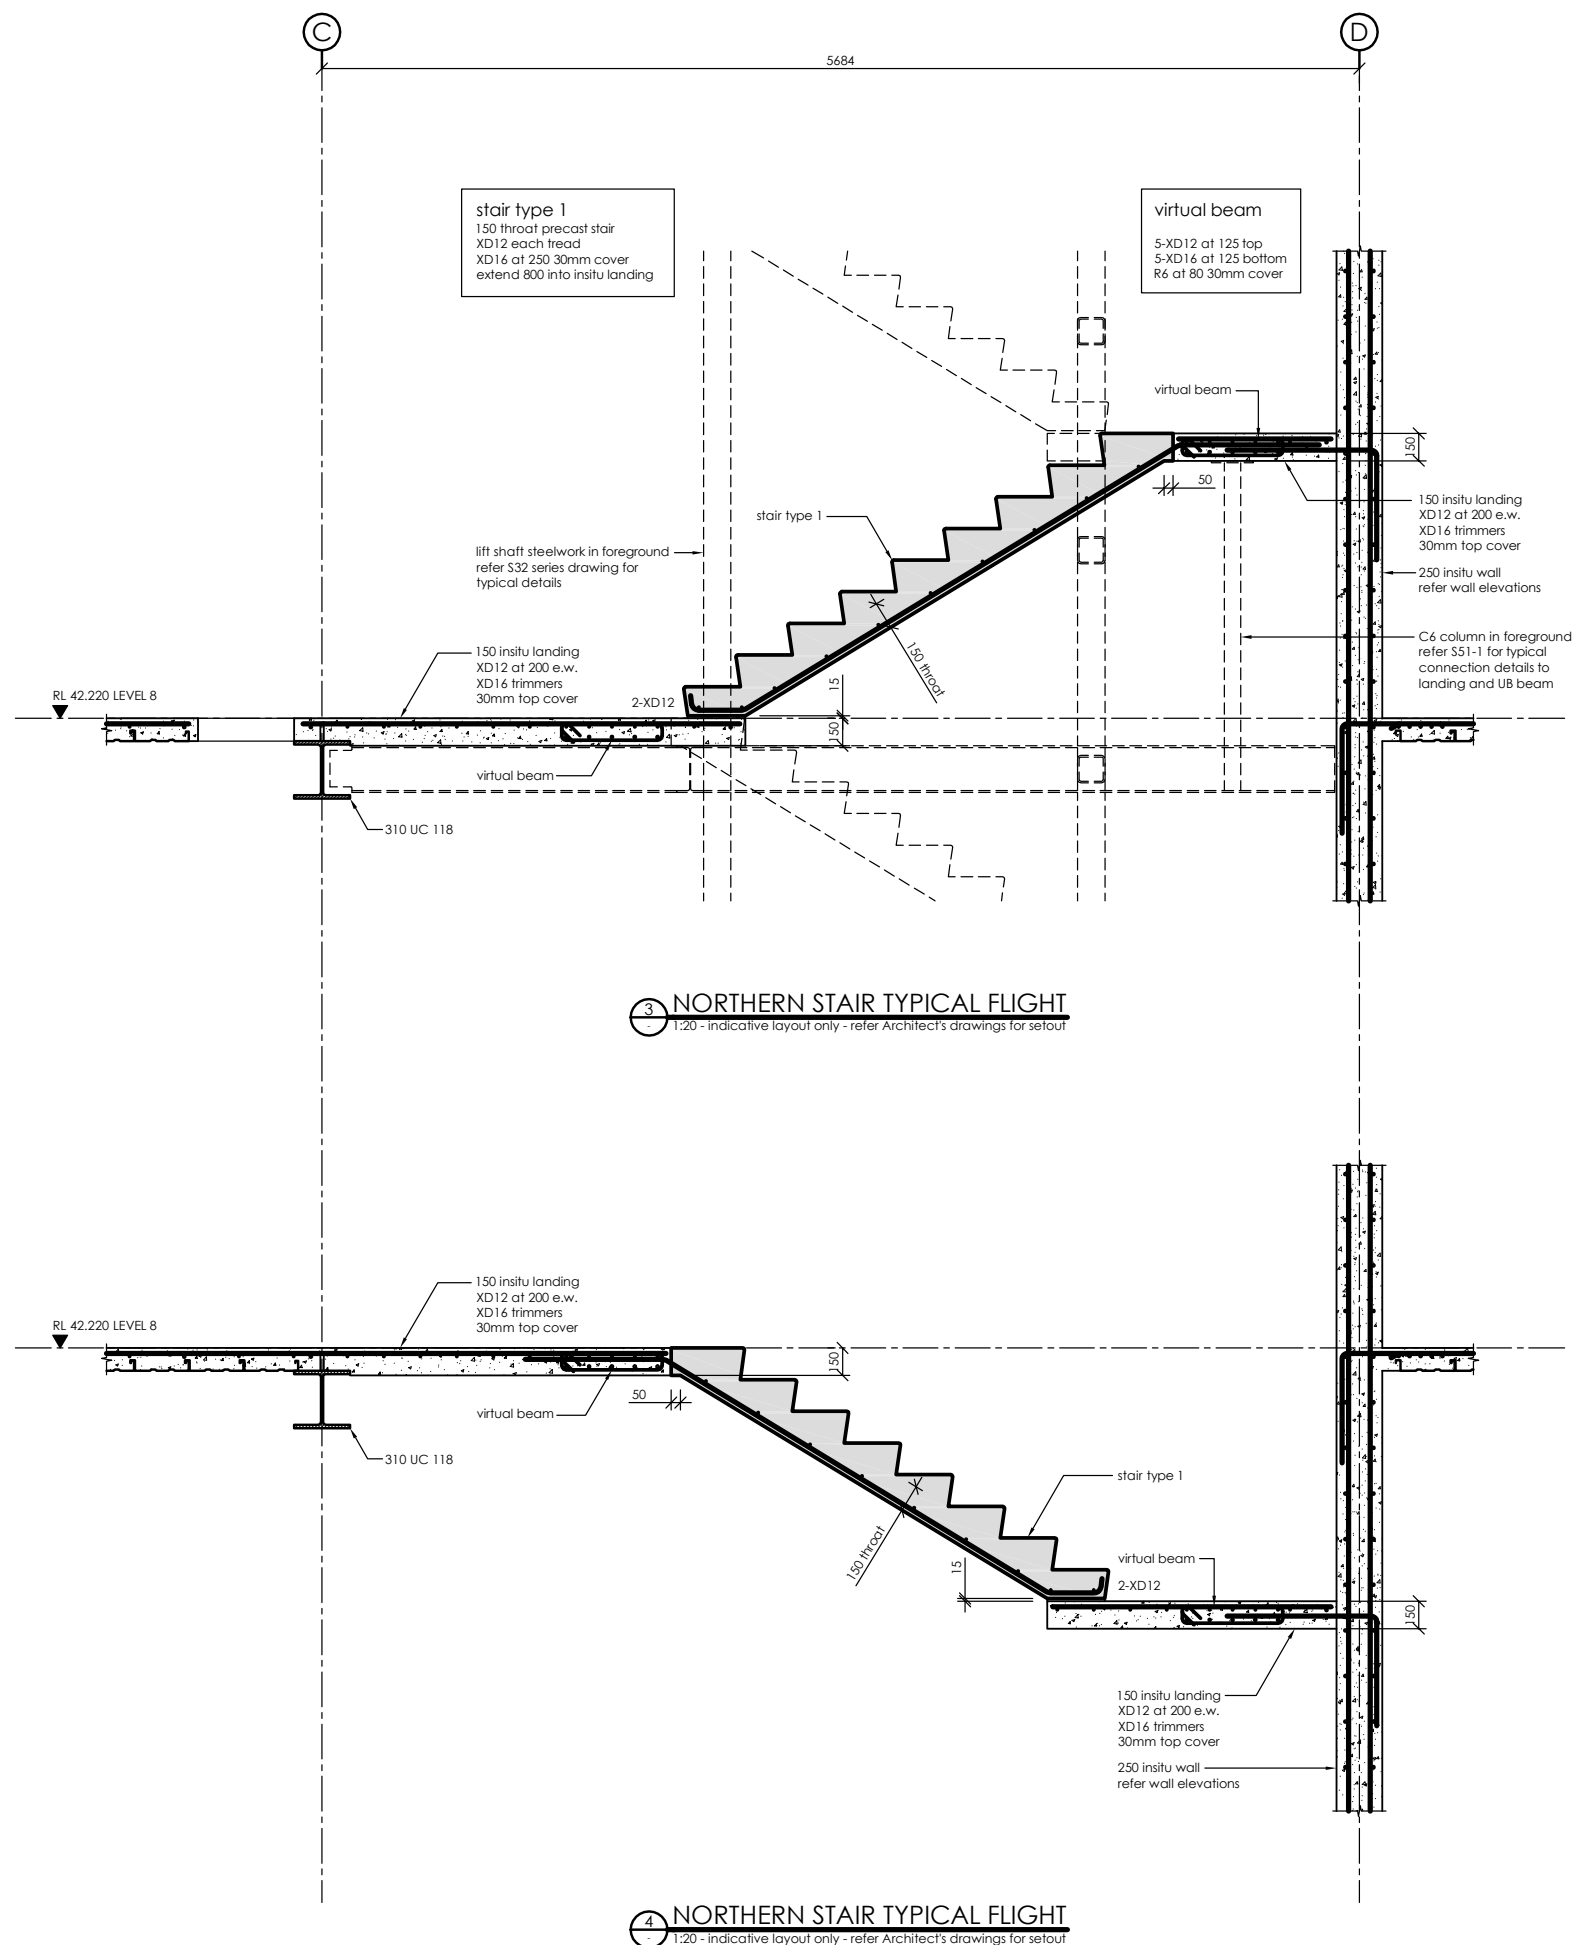 C
D
5684
stair type 1
150 throat precast stair
XD12 each tread
XD16 at 250 30mm cover
extend 800 into insitu landing
virtual beam
5-XD12 at 125 top
5-XD16 at 125 bottom
R6 at 80 30mm cover
virtual beam
150
50
stair type 1
150 insitu landing
XD12 at 200 e.w.
XD16 trimmers
30mm top cover
lift shaft steelwork in foreground
refer S32 series drawing for
typical details
250 insitu wall
refer wall elevations
150 throat
C6 column in foreground
refer S51-1 for typical
connection details to
landing and UB beam
150 insitu landing
XD12 at 200 e.w.
XD16 trimmers
30mm top cover
RL 42.220 LEVEL 8
2-XD12
15
150
virtual beam
310 UC 118
3
-
NORTHERN STAIR TYPICAL FLIGHT
1:20 - indicative layout only - refer Architect's drawings for setout
150 insitu landing
XD12 at 200 e.w.
XD16 trimmers
30mm top cover
RL 42.220 LEVEL 8
150
50
virtual beam
310 UC 118
stair type 1
150 throat
15
virtual beam
2-XD12
150
150 insitu landing
XD12 at 200 e.w.
XD16 trimmers
30mm top cover
250 insitu wall
refer wall elevations
4
-
NORTHERN STAIR TYPICAL FLIGHT
1:20 - indicative layout only - refer Architect's drawings for setout